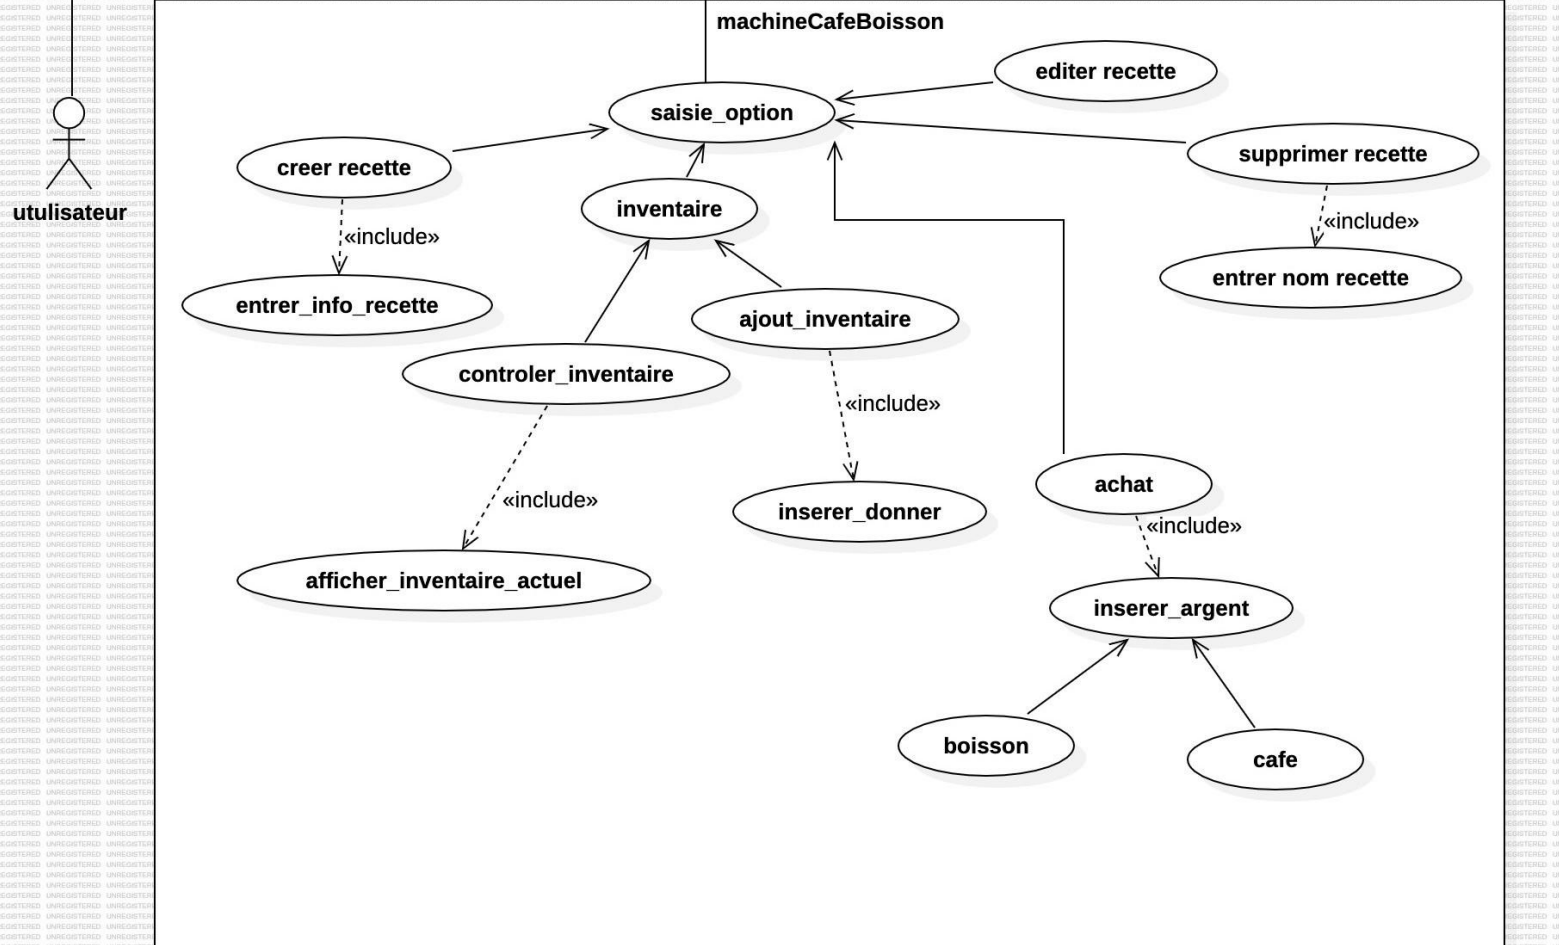 machineCafeBoisson
editer recette
saisie_option
supprimer recette
creer recette
inventaire
utulisateur
«include»
«include»
entrer nom recette
entrer_info_recette
ajout_inventaire
controler_inventaire
«include»
achat
«include»
inserer_donner
«include»
afficher_inventaire_actuel
inserer_argent
boisson
cafe